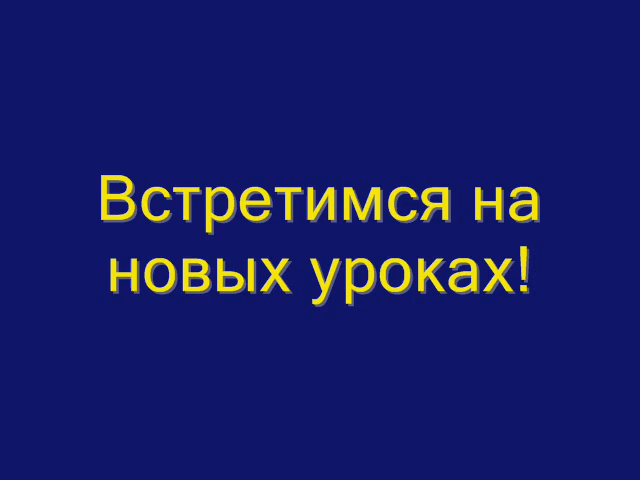 Встретимся на
новых уроках!